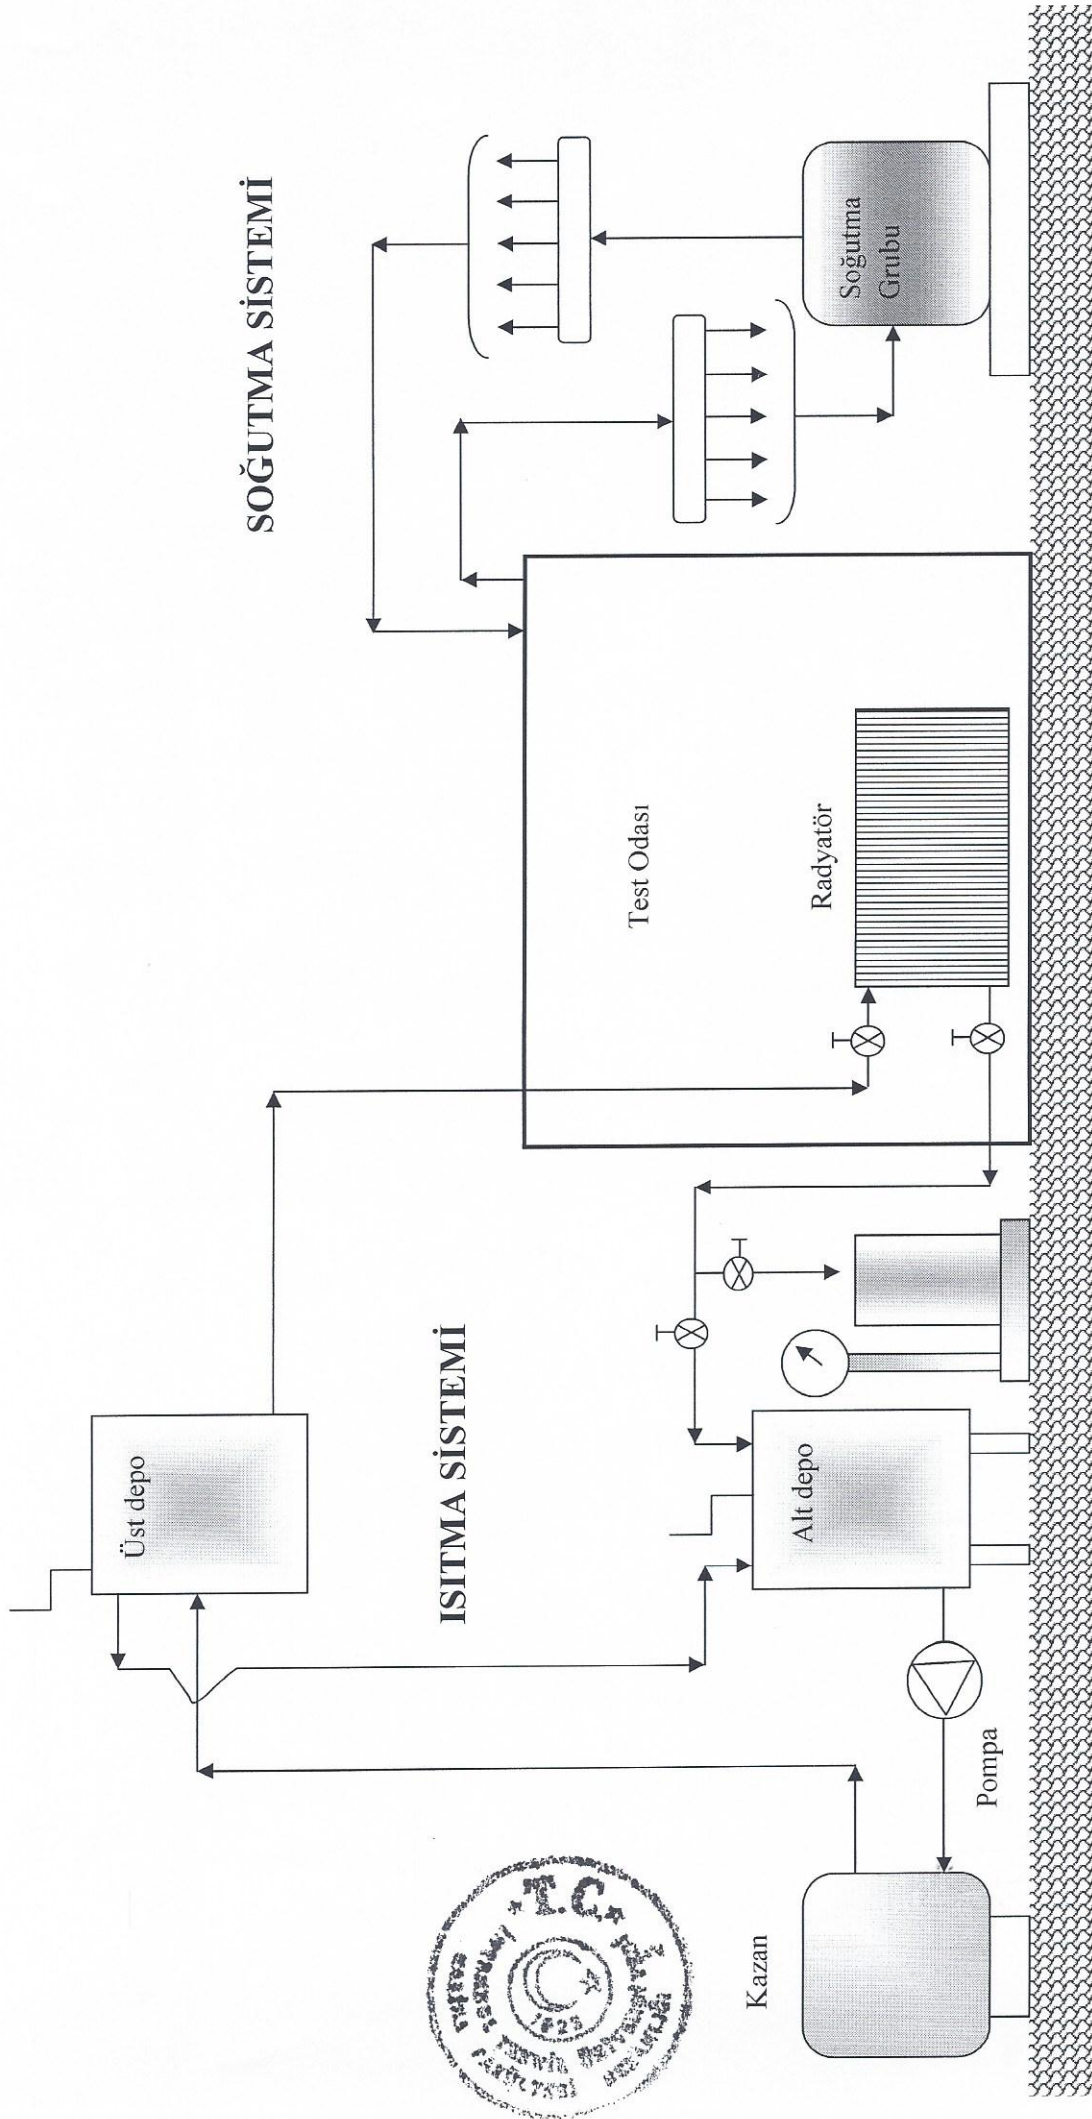 SOĞUTMA SİSTEMİ
Üst depo
ISITMA SİSTEMİ
Test Odası
Radyatör
Soğutma
Grubu
Alt depo
Pompa
Kazan
T.C.